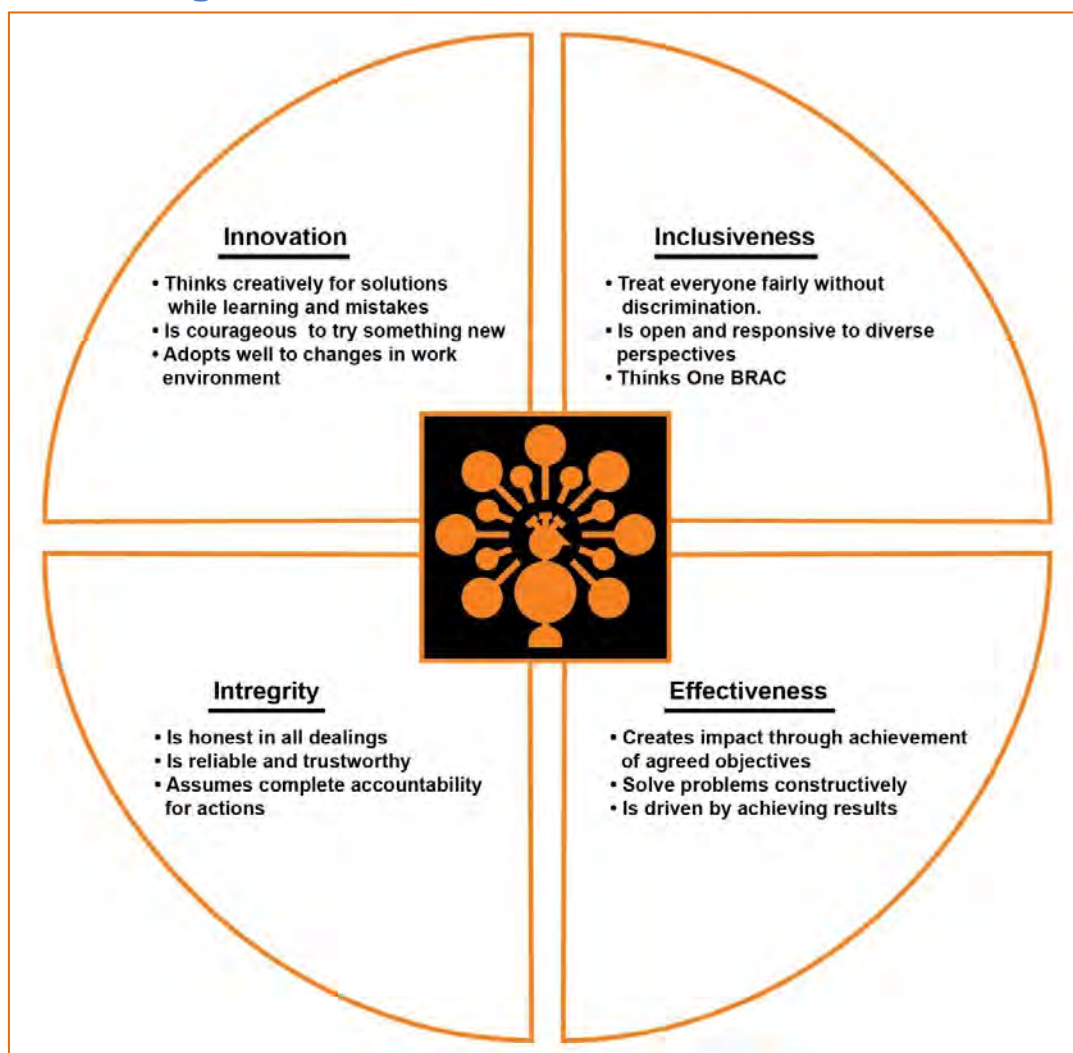 Innovation
• Thinks creatively for solutions
while learning and mistakes
• Is courageous to try something new
• Adopts well to changes in work
environment
Inclusiveness
• Treat everyone fairly without
discrimination.
• Is open and responsive to diverse
perspectives
• Thinks One BRAC
Intregrity
• Is honest in all dealings
• Is reliable and trustworthy
• Assumes complete accountability
for actions
Effectiveness
• Creates impact through achievement
of agreed objectives
• Solve problems constructively
• Is driven by achieving results